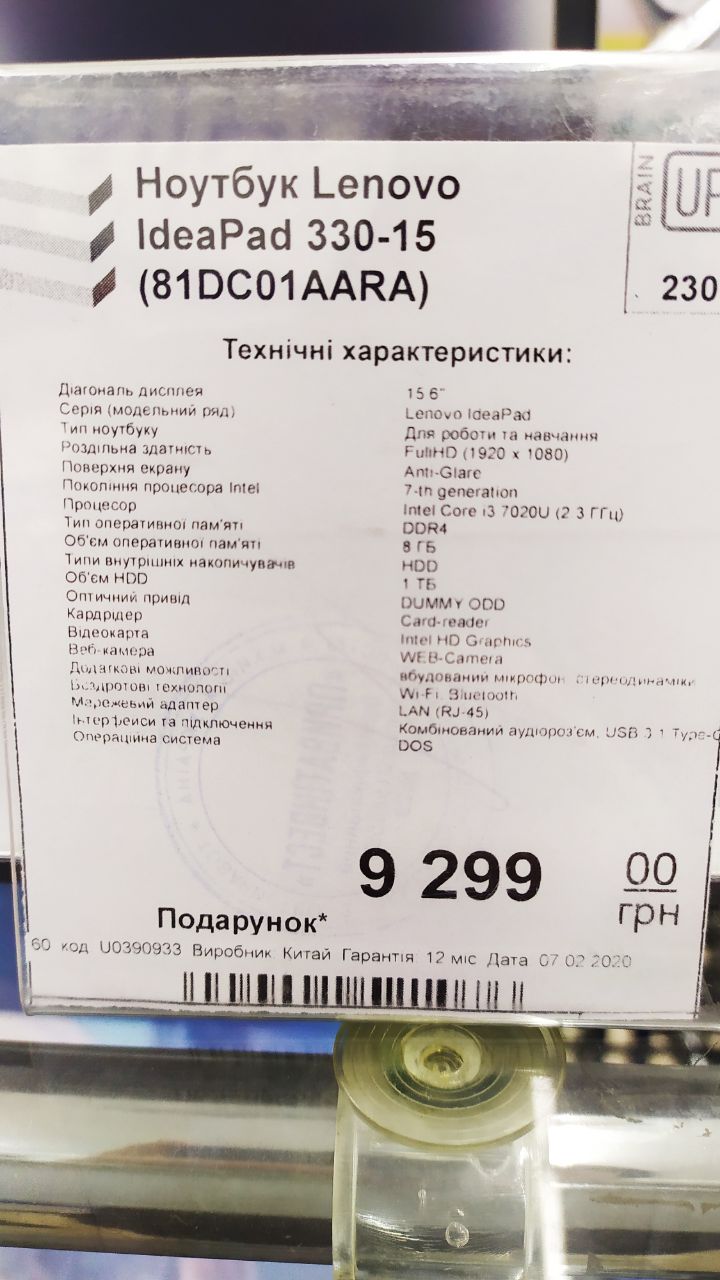 Ноутбук Lenovo
IdeaPad 330-15
(81DC01AARA)
BRAIN
UP
230
Технічні характеристики:
Діагональ дисплея 15 6"
Серія (модельний ряд) Lenovo IdeaPad
Тип ноутбуку Для роботи та навчання
Роздільна здатність FullHD (1920 x 1080)
Поверхня екрану Anti-Glare
Покоління процесора Intel 7-th generation
Процесор Intel Core i3 7020U (2 3 ГГц)
Тип оперативної пам'яті DDR4
Об'єм оперативної пам'яті 8 ГБ
Типи внутрішніх накопичувачів HDD
Об'єм HDD 1 ТБ
Оптичний привід DUMMY ODD
Кардрідер Card-reader
Відеокарта Intel HD Graphics
Веб-камера WEB-Camera
Додаткові можливості вбудований мікрофон стереодинаміки
Бездротові технології Wi-Fi Bluetooth
Мережевий адаптер LAN (RJ-45)
Інтерфейси та підключення Комбінований аудіороз'єм, USB 3 1 Type-C
Операційна система DOS
9 299 00
грн
Подарунок*
60 код U0390933 Виробник Китай Гарантія 12 міс Дата 07 02 2020